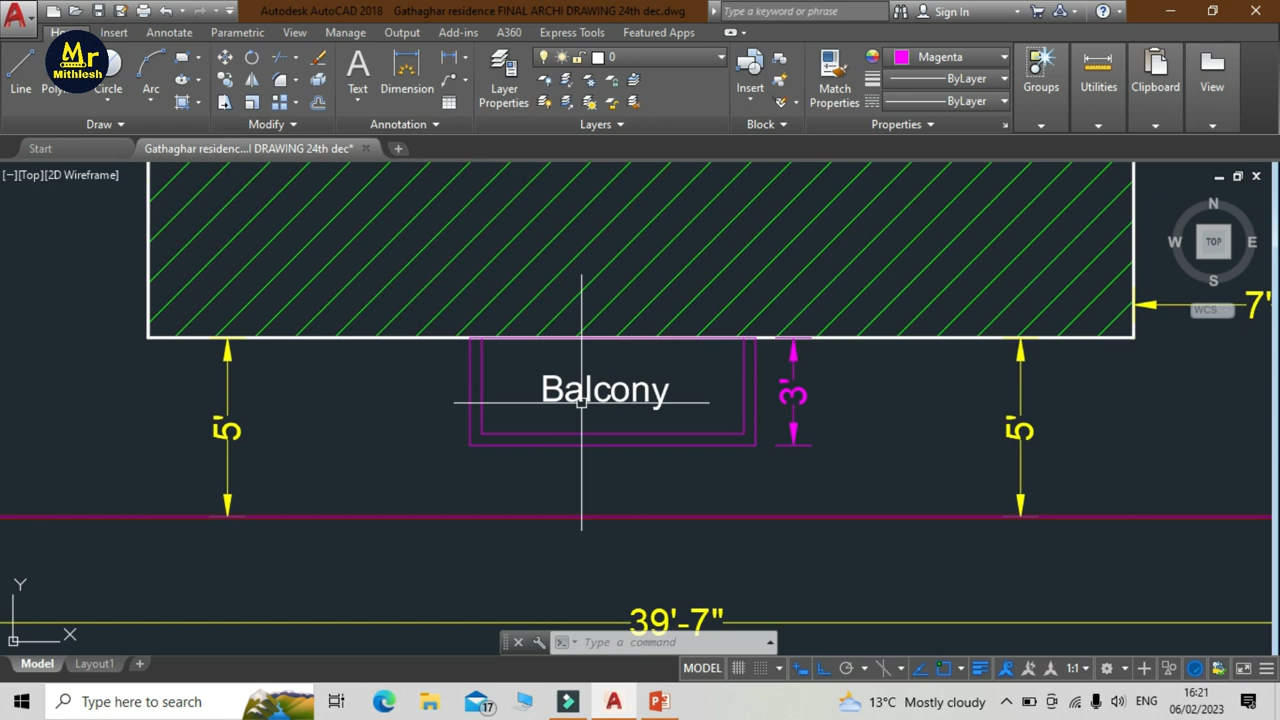 Autodesk AutoCAD 2018 Gathaghar residence FINAL ARCHI DRAWING 24th dec.dwg
Type a keyword or phrase
Sign In
Insert Annotate Parametric View Manage Output Add-ins A360 Express Tools Featured Apps
Mr
Mithlesh
Line
Circle
Arc
Text
Dimension
Layer
Properties
0
Insert
Match
Properties
Magenta
ByLayer
ByLayer
Groups
Utilities
Clipboard
View
Draw Modify Annotation Layers Block Properties
Start
Gathaghar residenc...I DRAWING 24th dec*
[−][Top][2D Wireframe]
N
W TOP E
S
WCS
7'
Balcony
3'
5'
5'
39'-7"
Y
X
Type a command
Model Layout1
MODEL
1:1
Type here to search
17
13°C Mostly cloudy
ENG
16:21
06/02/2023